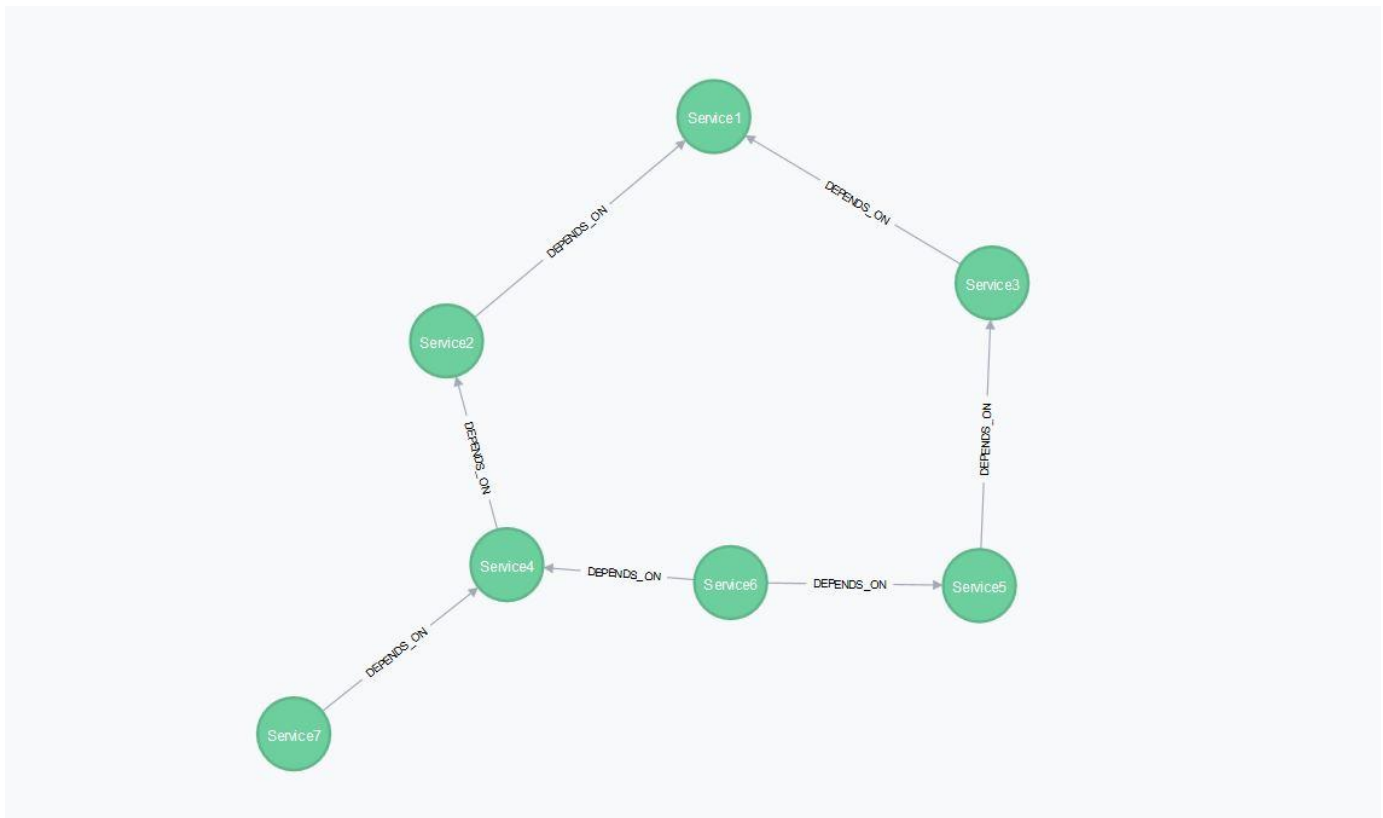 Service1
DEPENDS_ON
DEPENDS_ON
Service3
Service2
DEPENDS_ON
DEPENDS_ON
Service4
DEPENDS_ON
Service6
DEPENDS_ON
Service5
DEPENDS_ON
Service7